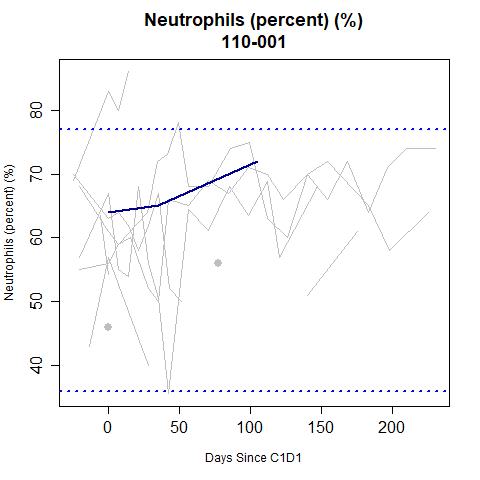 Neutrophils (percent) (%)
110-001
Neutrophils (percent) (%)
80
70
60
50
40
0 50 100 150 200
Days Since C1D1